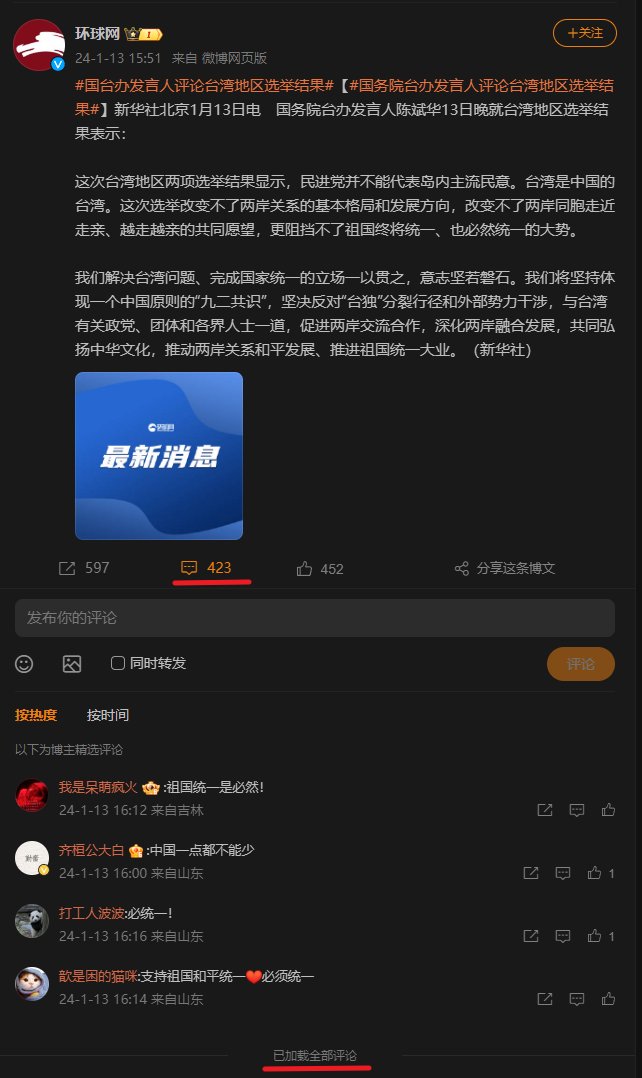 环球网 1
24-1-13 15:51 来自 微博网页版
+关注
#国台办发言人评论台湾地区选举结果#【#国务院台办发言人评论台湾地区选举结
果#】新华社北京1月13日电 国务院台办发言人陈斌华13日晚就台湾地区选举结
果表示：
这次台湾地区两项选举结果显示，民进党并不能代表岛内主流民意。台湾是中国的
台湾。这次选举改变不了两岸关系的基本格局和发展方向，改变不了两岸同胞走近
走亲、越走越亲的共同愿望，更阻挡不了祖国终将统一、也必然统一的大势。
我们解决台湾问题、完成国家统一的立场一以贯之，意志坚若磐石。我们将坚持体
现一个中国原则的“九二共识”，坚决反对“台独”分裂行径和外部势力干涉，与台湾
有关政党、团体和各界人士一道，促进两岸交流合作，深化两岸融合发展，共同弘
扬中华文化，推动两岸关系和平发展、推进祖国统一大业。（新华社）
环球网
最新消息
597 423 452 分享这条博文
发布你的评论
同时转发 评论
按热度 按时间
以下为博主精选评论
我是呆萌疯火:祖国统一是必然！
24-1-13 16:12 来自吉林
齐桓公大白:中国一点都不能少
24-1-13 16:00 来自山东 1
打工人波波:必统一！
24-1-13 16:16 来自山东 1
歆是困的猫咪:支持祖国和平统一❤必须统一
24-1-13 16:14 来自山东
已加载全部评论